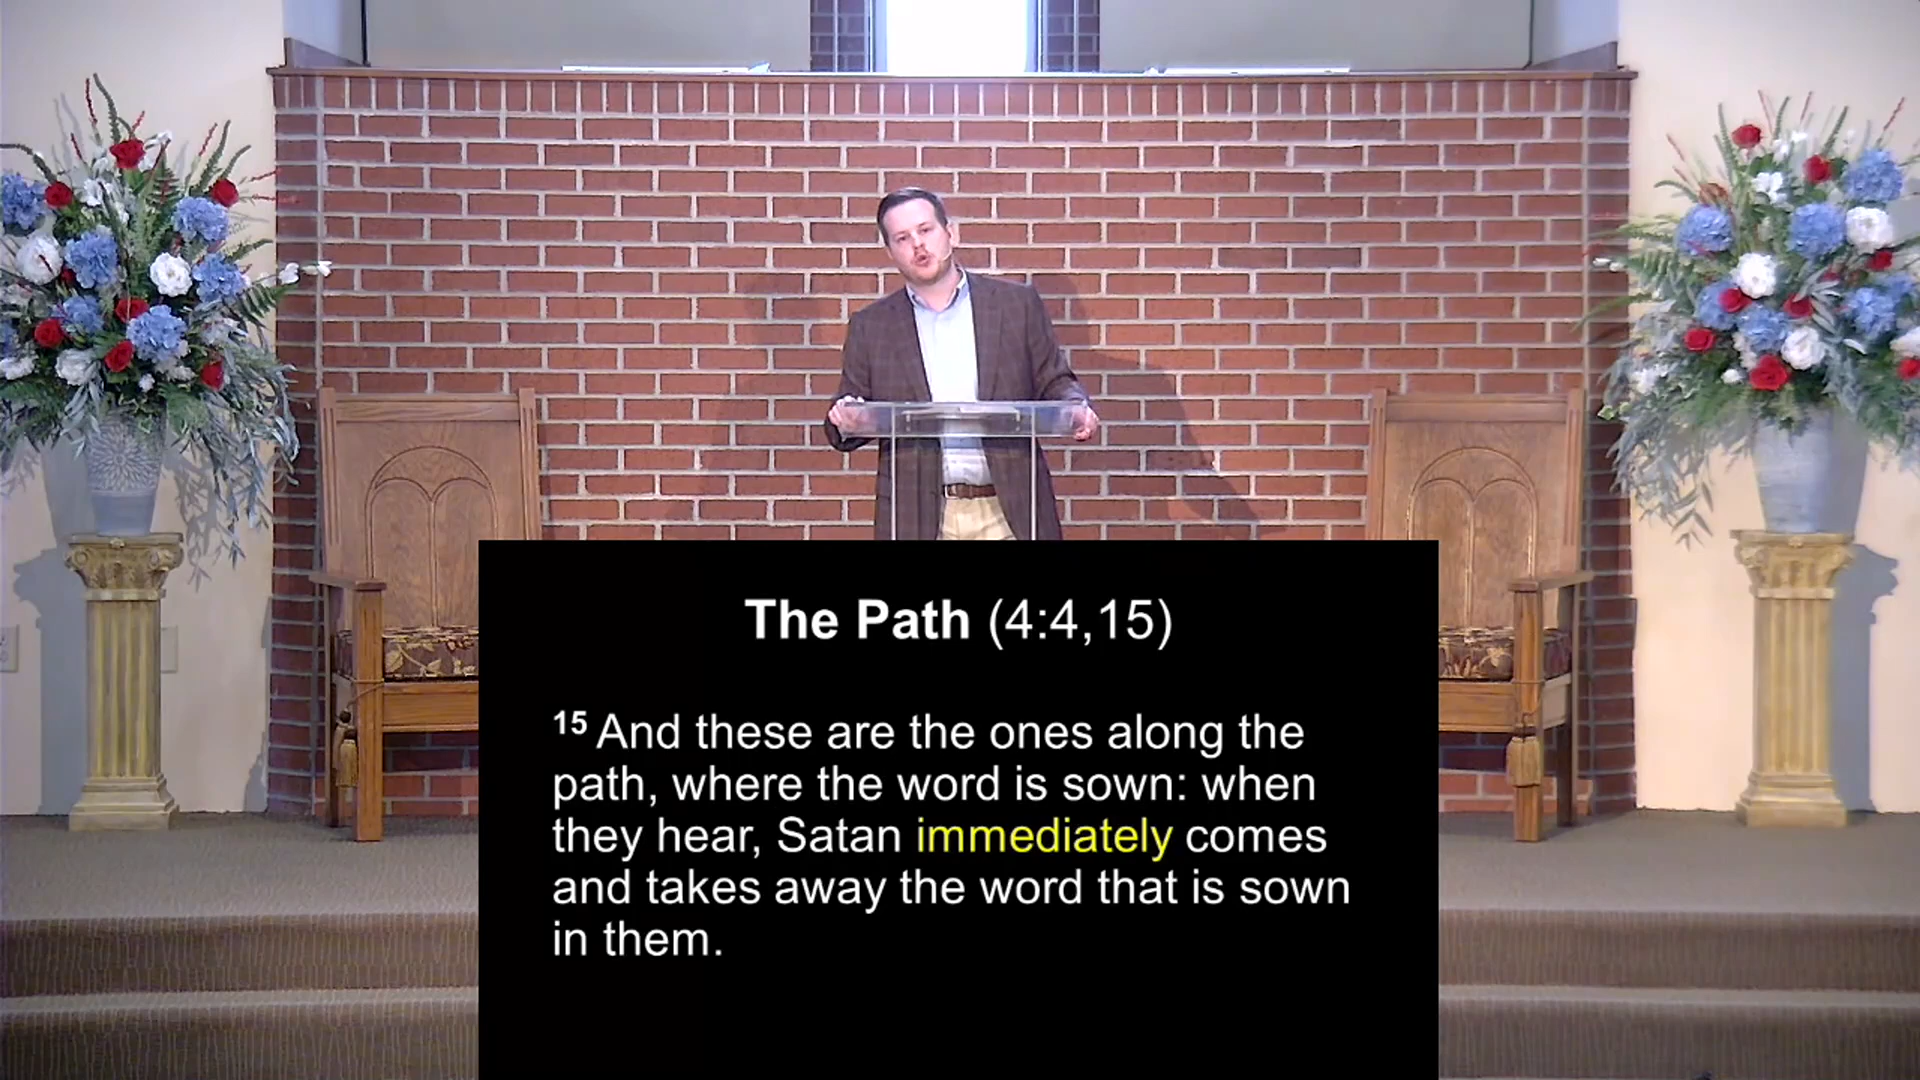 The Path (4:4,15)
15 And these are the ones along the
path, where the word is sown: when
they hear, Satan immediately comes
and takes away the word that is sown
in them.